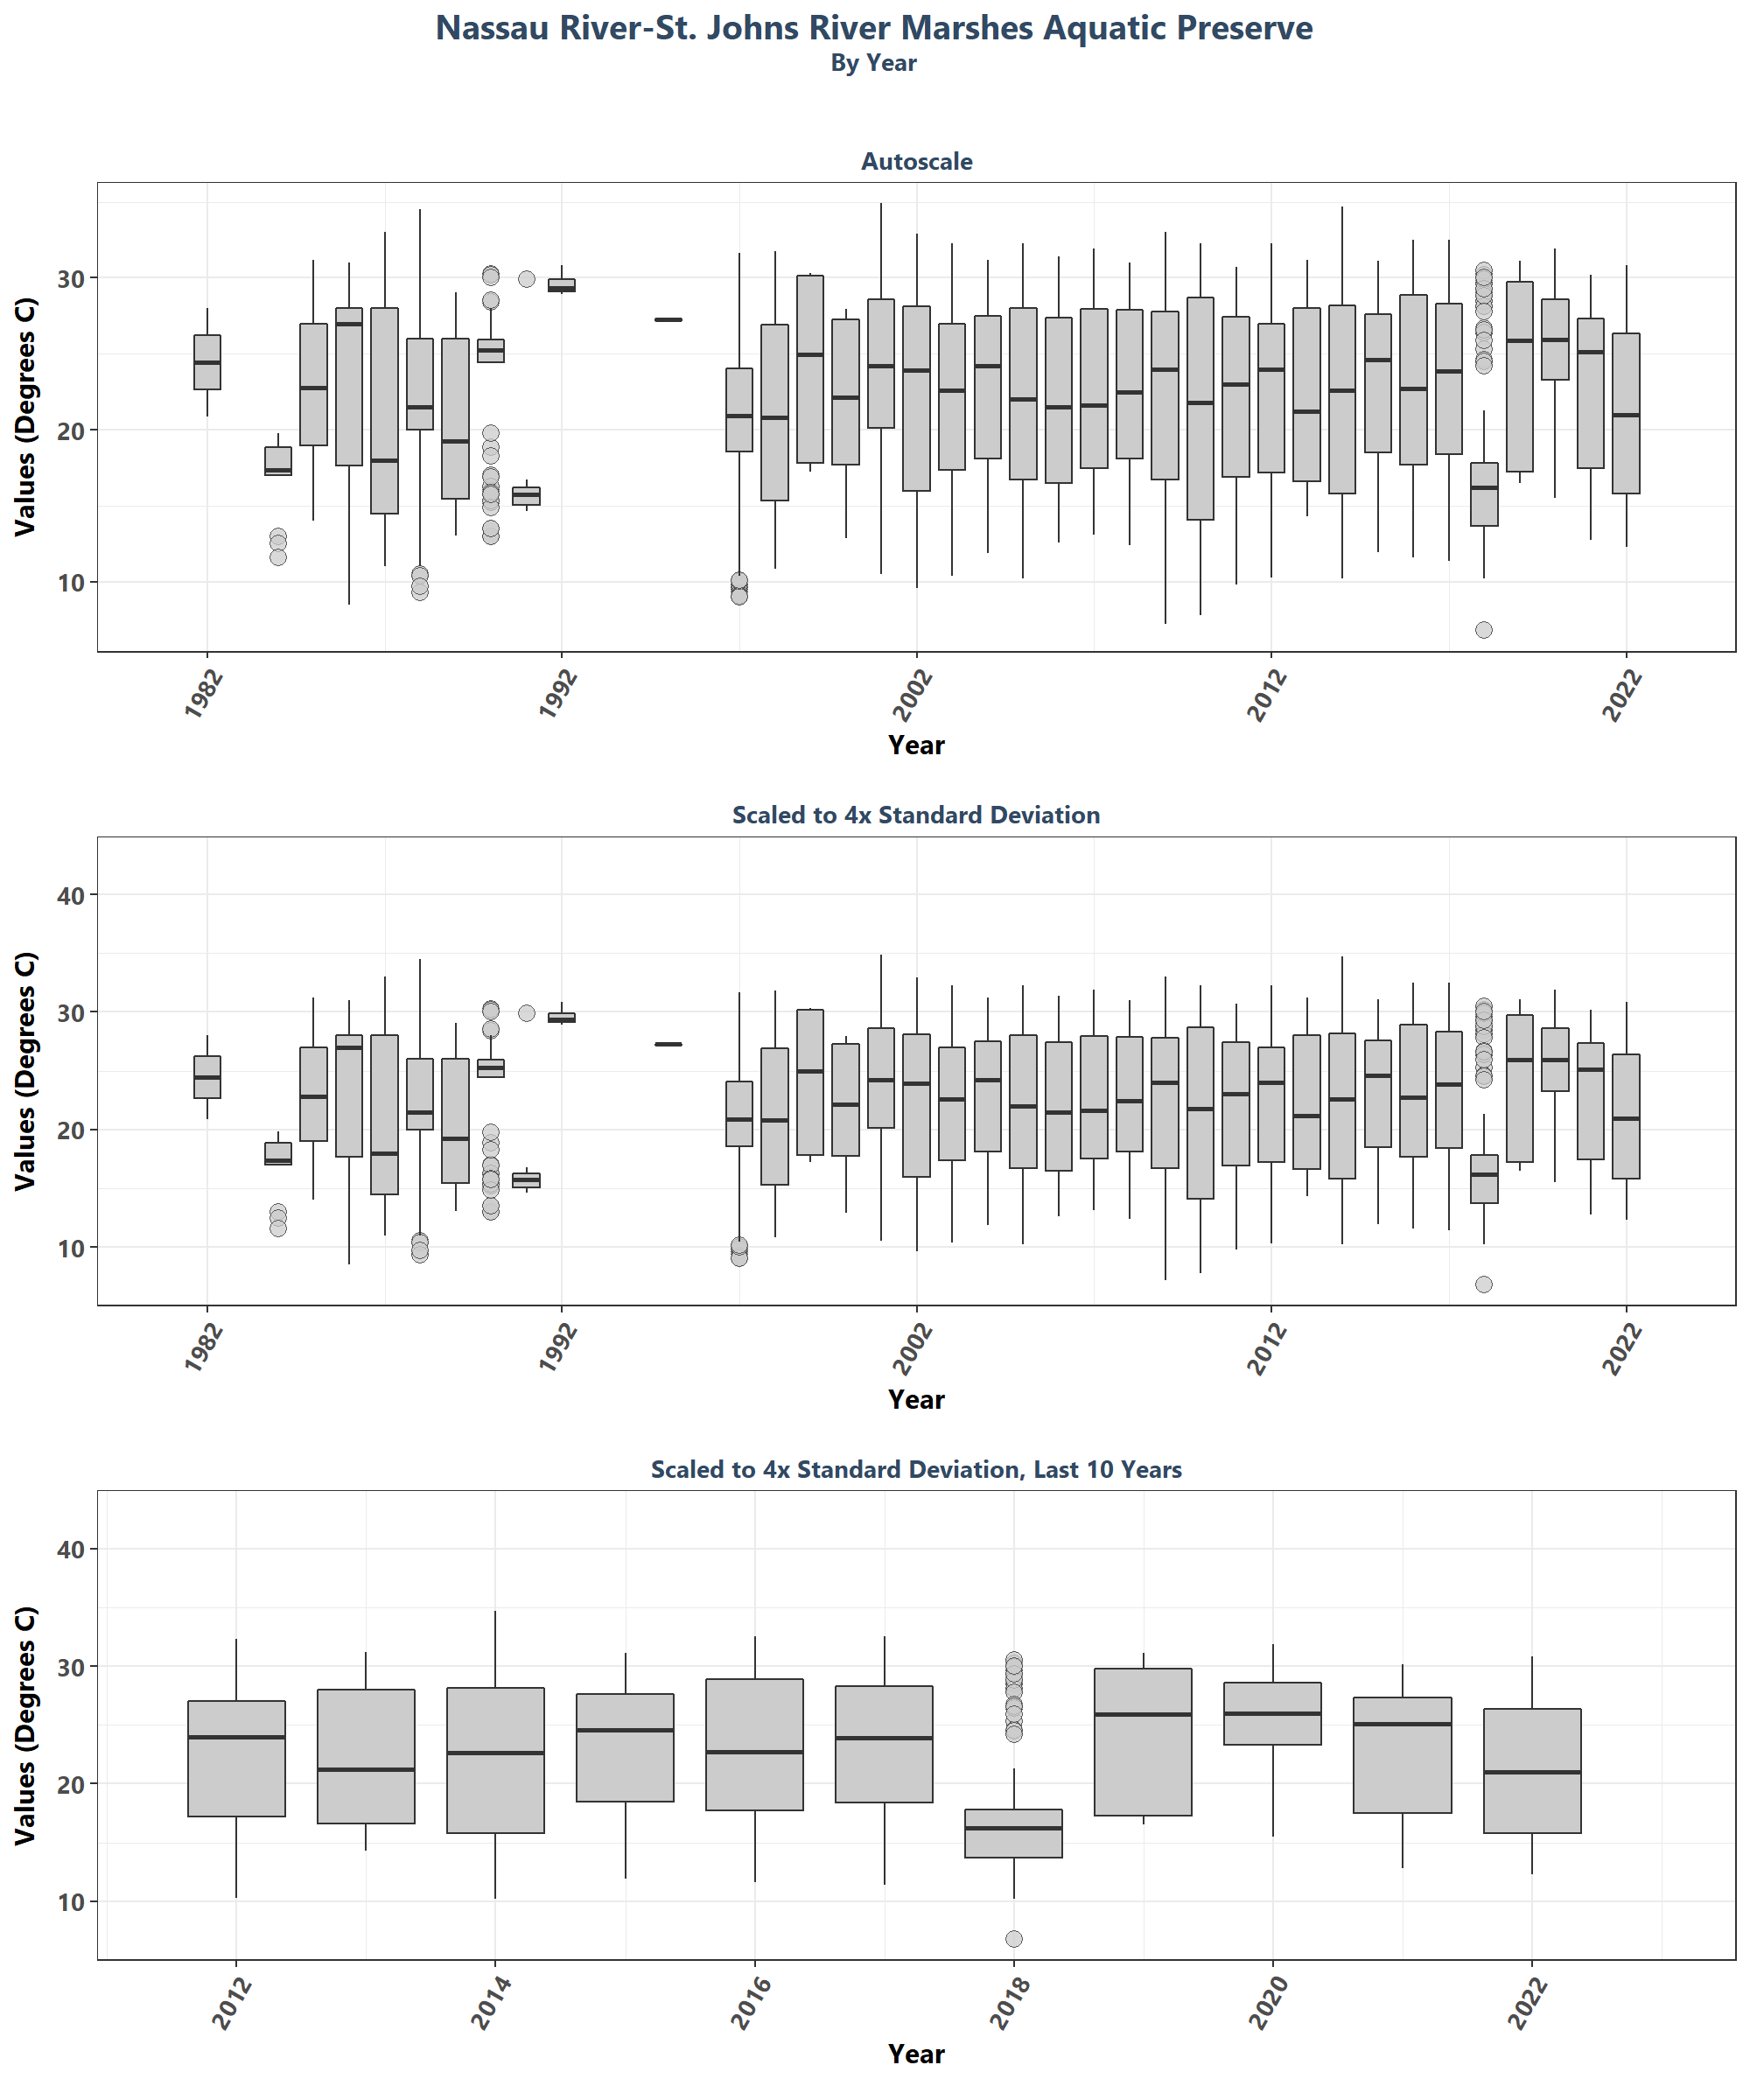 Nassau River-St. Johns River Marshes Aquatic Preserve
By Year
Autoscale
Values (Degrees C)
30
20
10
1982
1992
2002
2012
2022
Year
Scaled to 4x Standard Deviation
Values (Degrees C)
40
30
20
10
1982
1992
2002
2012
2022
Year
Scaled to 4x Standard Deviation, Last 10 Years
Values (Degrees C)
40
30
20
10
2012
2014
2016
2018
2020
2022
Year